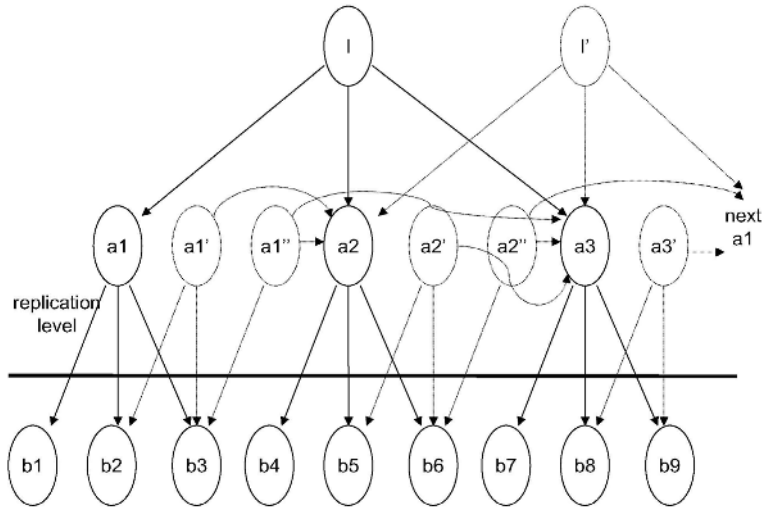 I
I'
next
a1
a1
a1'
a1''
a2
a2'
a2''
a3
a3'
replication
level
b1
b2
b3
b4
b5
b6
b7
b8
b9